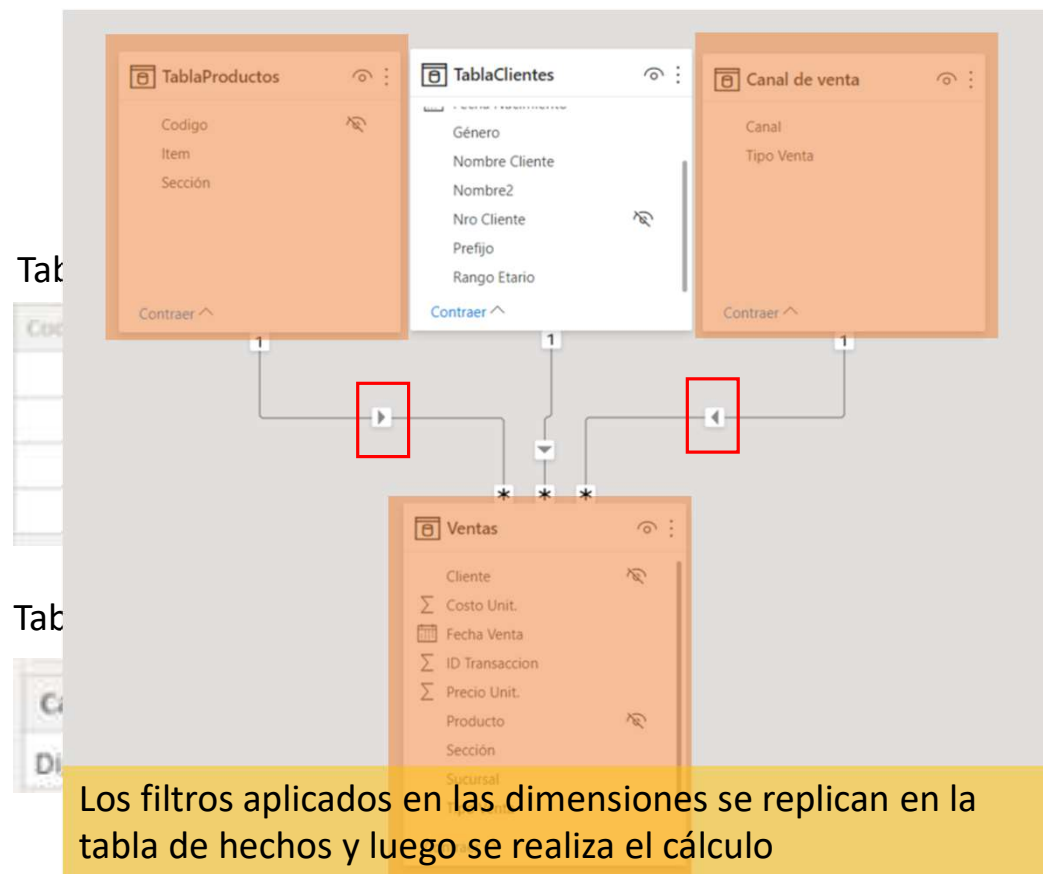 TablaProductos
Codigo
Item
Sección
Contraer
1
TablaClientes
Fecha Nacimiento
Género
Nombre Cliente
Nombre2
Nro Cliente
Prefijo
Rango Etario
Contraer
1
Canal de venta
Canal
Tipo Venta
Contraer
1
Tab
Tab
* * *
Ventas
Cliente
Costo Unit.
Fecha Venta
ID Transaccion
Precio Unit.
Producto
Sección
Sucursal
Los filtros aplicados en las dimensiones se replican en la
tabla de hechos y luego se realiza el cálculo